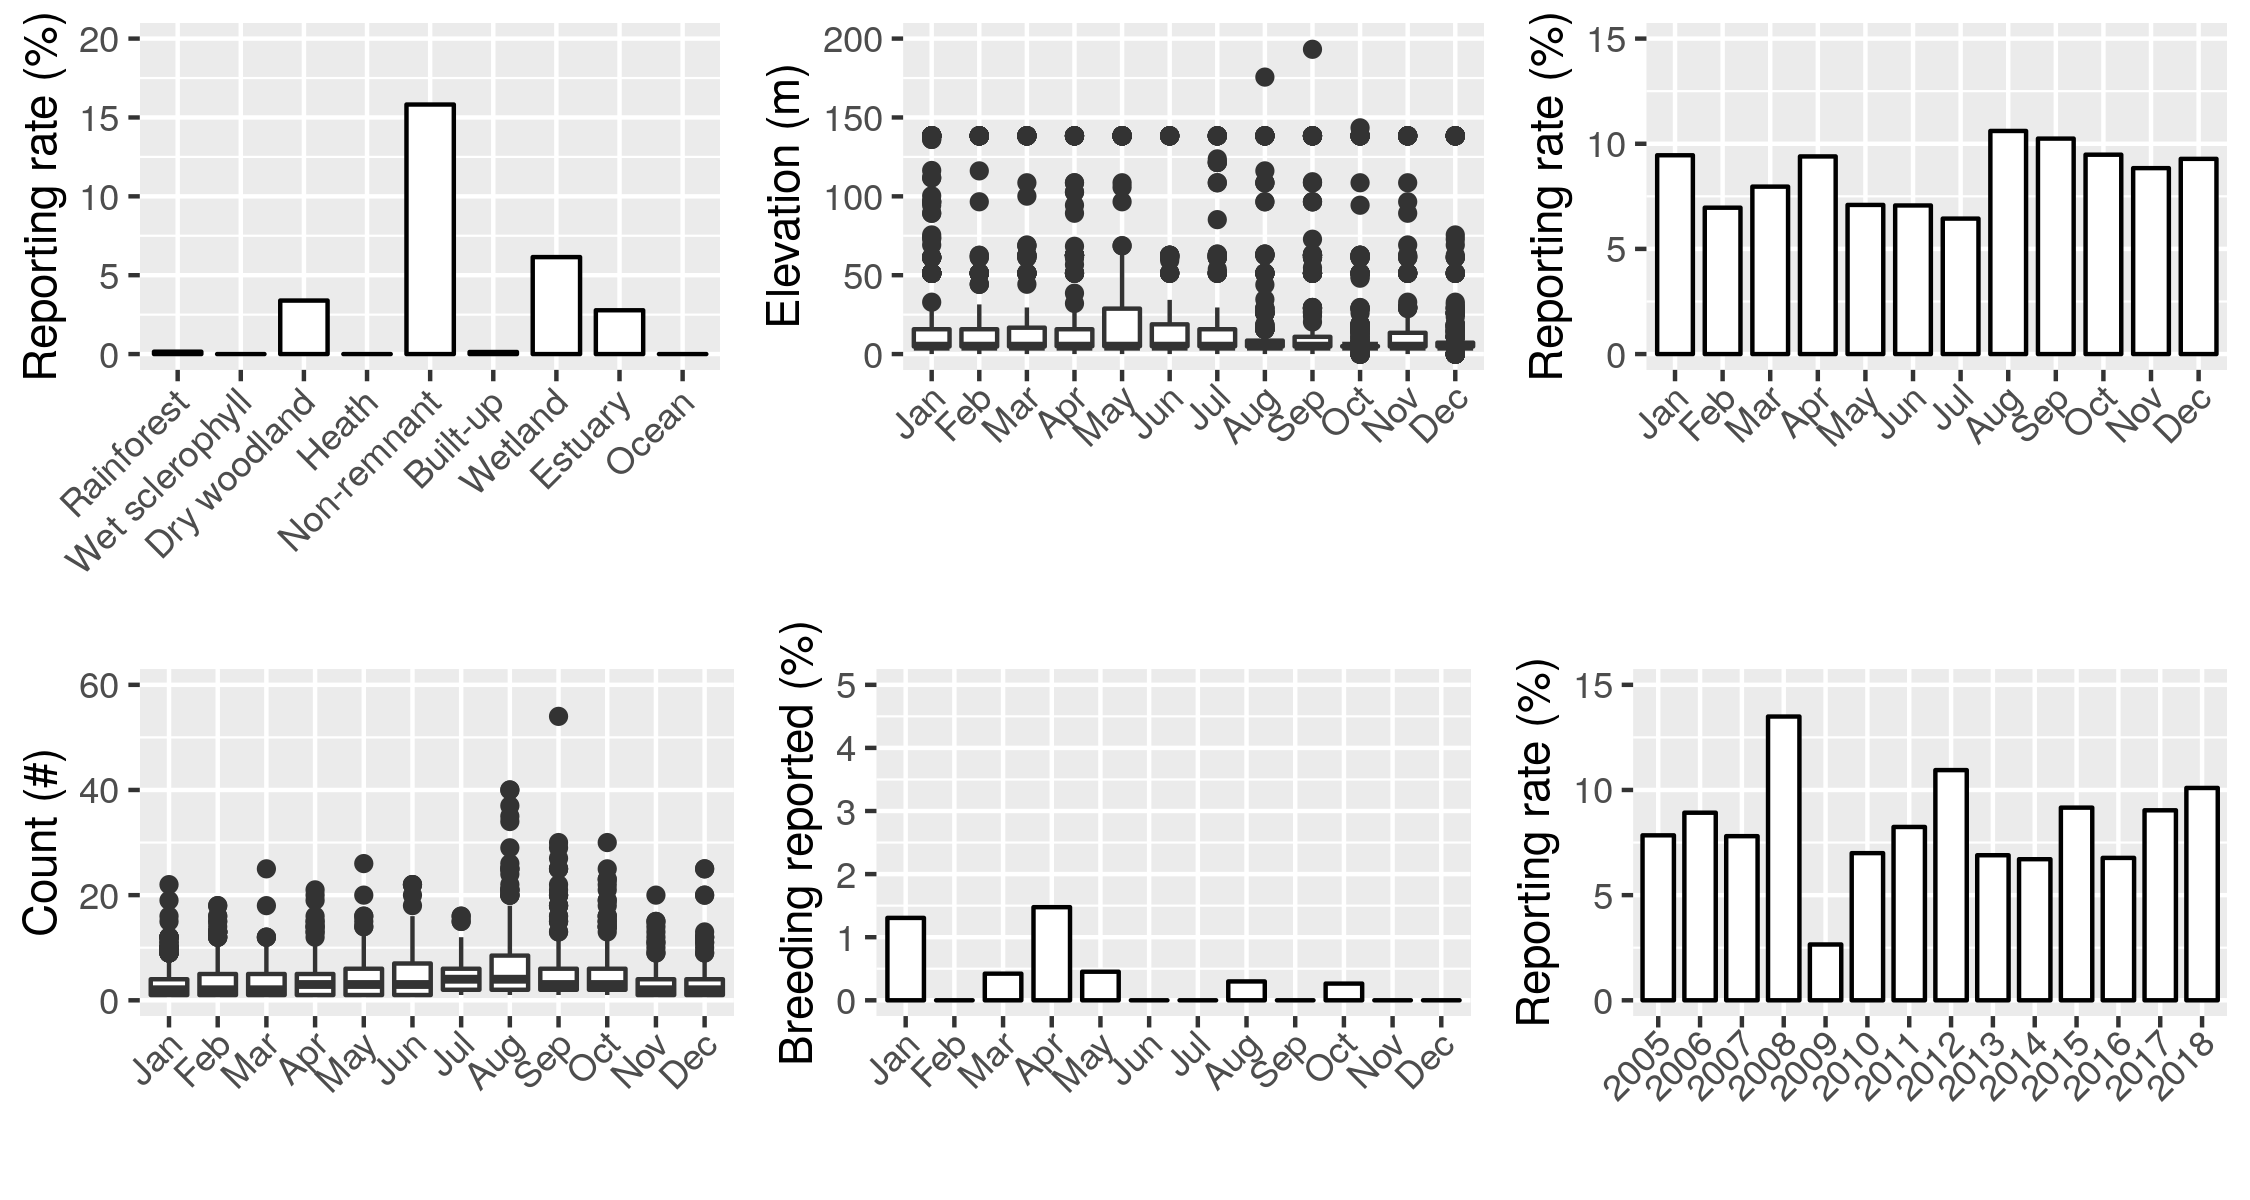 Reporting rate (%)
20
15
10
5
0
Rainforest
Wet sclerophyll
Dry woodland
Heath
Non-remnant
Built-up
Wetland
Estuary
Ocean
Elevation (m)
200
150
100
50
0
Jan
Feb
Mar
Apr
May
Jun
Jul
Aug
Sep
Oct
Nov
Dec
Reporting rate (%)
15
10
5
0
Jan
Feb
Mar
Apr
May
Jun
Jul
Aug
Sep
Oct
Nov
Dec
Count (#)
60
40
20
0
Jan
Feb
Mar
Apr
May
Jun
Jul
Aug
Sep
Oct
Nov
Dec
Breeding reported (%)
5
4
3
2
1
0
Jan
Feb
Mar
Apr
May
Jun
Jul
Aug
Sep
Oct
Nov
Dec
Reporting rate (%)
15
10
5
0
2005
2006
2007
2008
2009
2010
2011
2012
2013
2014
2015
2016
2017
2018